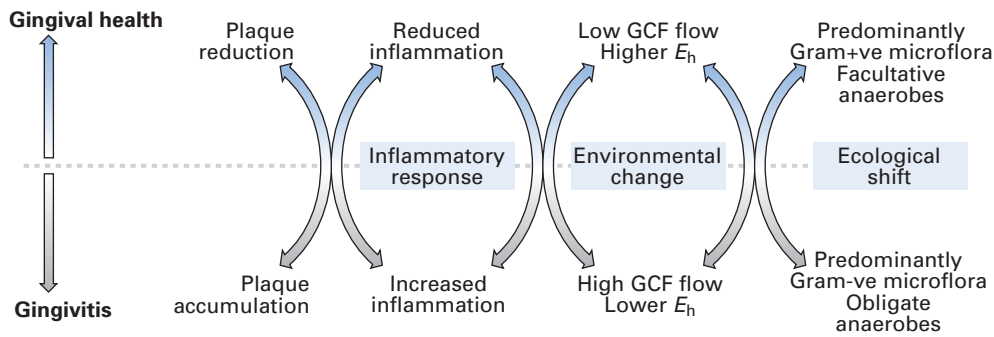 Gingival health
Plaque
reduction
Reduced
inflammation
Low GCF flow
Higher Eh
Predominantly
Gram+ve microflora
Facultative
anaerobes
Inflammatory
response
Environmental
change
Ecological
shift
Gingivitis
Plaque
accumulation
Increased
inflammation
High GCF flow
Lower Eh
Predominantly
Gram-ve microflora
Obligate
anaerobes